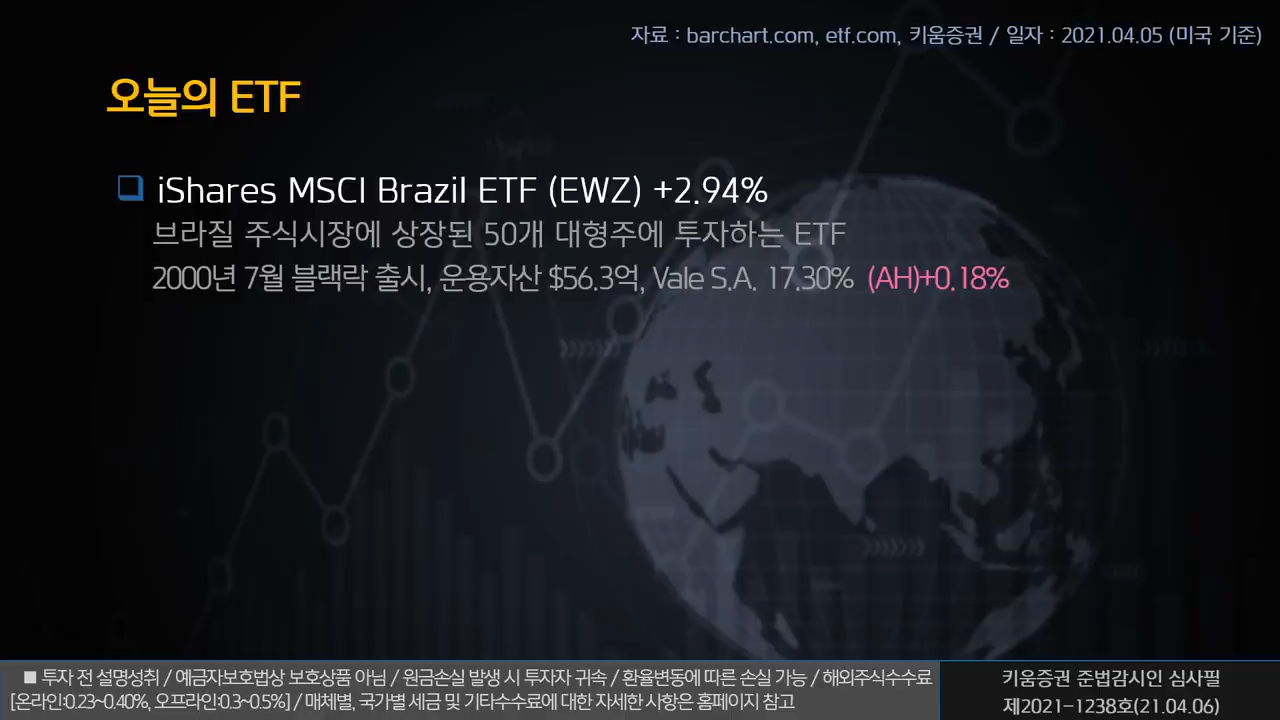 자료 : barchart.com, etf.com, 키움증권 / 일자 : 2021.04.05 (미국 기준)
오늘의 ETF
iShares MSCI Brazil ETF (EWZ) +2.94%
브라질 주식시장에 상장된 50개 대형주에 투자하는 ETF
2000년 7월 블랙락 출시, 운용자산 $56.3억, Vale S.A. 17.30% (AH)+0.18%
■ 투자 전 설명성취 / 예금자보호법상 보호상품 아님 / 원금손실 발생 시 투자자 귀속 / 환율변동에 따른 손실 가능 / 해외주식수수료
[온라인:0.23~0.40%, 오프라인:0.3~0.5%] / 매체별, 국가별 세금 및 기타수수료에 대한 자세한 사항은 홈페이지 참고
키움증권 준법감시인 심사필
제2021-1238호(21.04.06)